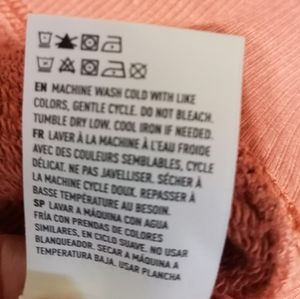 EN MACHINE WASH COLD WITH LIKE
COLORS, GENTLE CYCLE. DO NOT BLEACH.
TUMBLE DRY LOW. COOL IRON IF NEEDED.
FR LAVER À LA MACHINE À L'EAU FROIDE
AVEC DES COULEURS SEMBLABLES, CYCLE
DÉLICAT. NE PAS JAVELLISER. SÉCHER À
LA MACHINE CYCLE DOUX. REPASSER À
BASSE TEMPÉRATURE AU BESOIN.
SP LAVAR A MÁQUINA CON AGUA
FRÍA CON PRENDAS DE COLORES
SIMILARES, EN CICLO SUAVE. NO USAR
BLANQUEADOR. SECAR A MÁQUINA A
TEMPERATURA BAJA. USAR PLANCHA